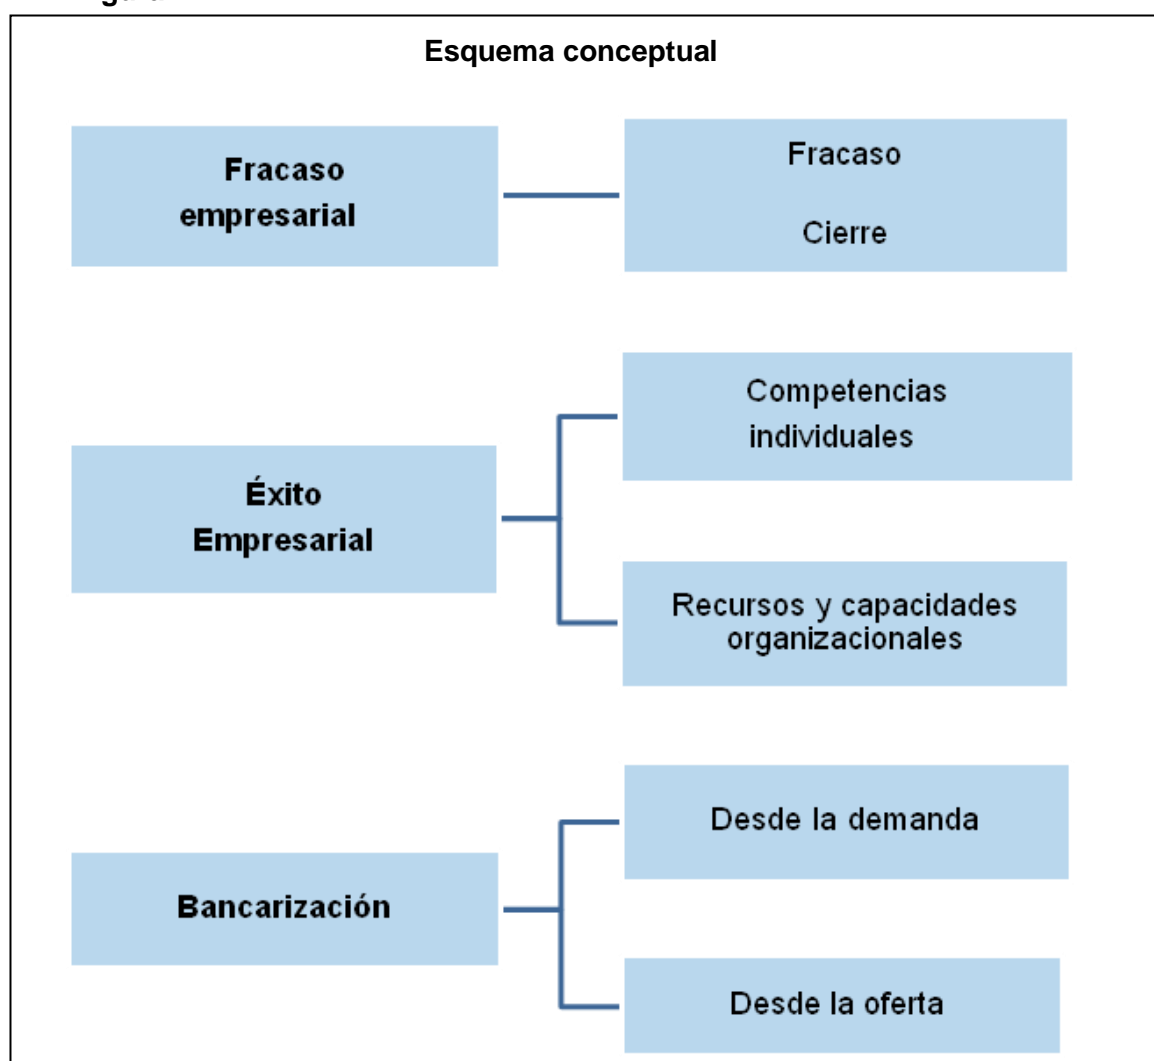 Esquema conceptual
Fracaso
empresarial
Fracaso
Cierre
Éxito
Empresarial
Competencias
individuales
Recursos y capacidades
organizacionales
Bancarización
Desde la demanda
Desde la oferta